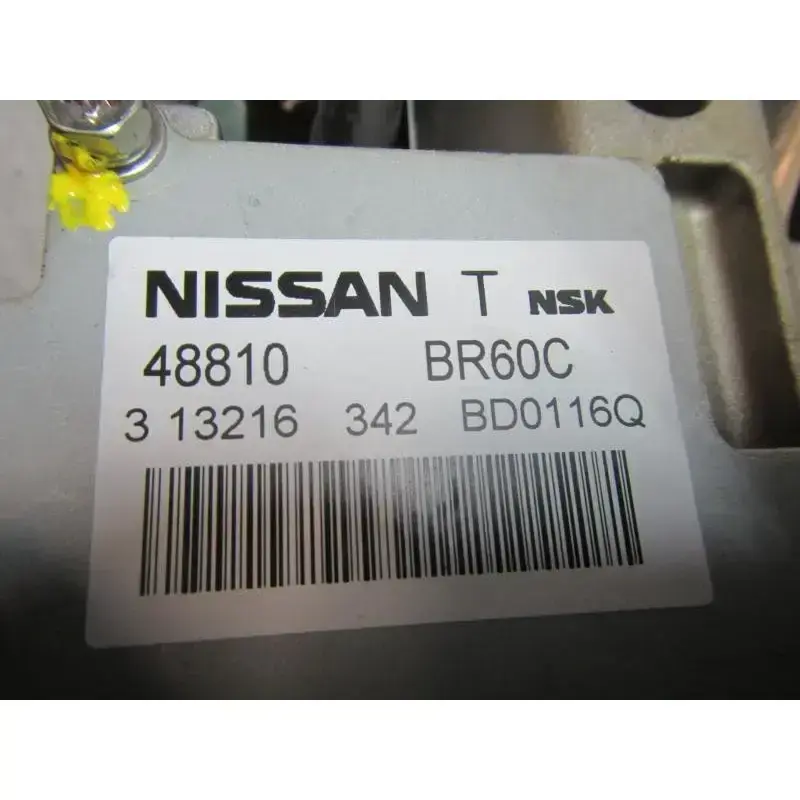 NISSAN T NSK
48810 BR60C
3 13216 342 BD0116Q